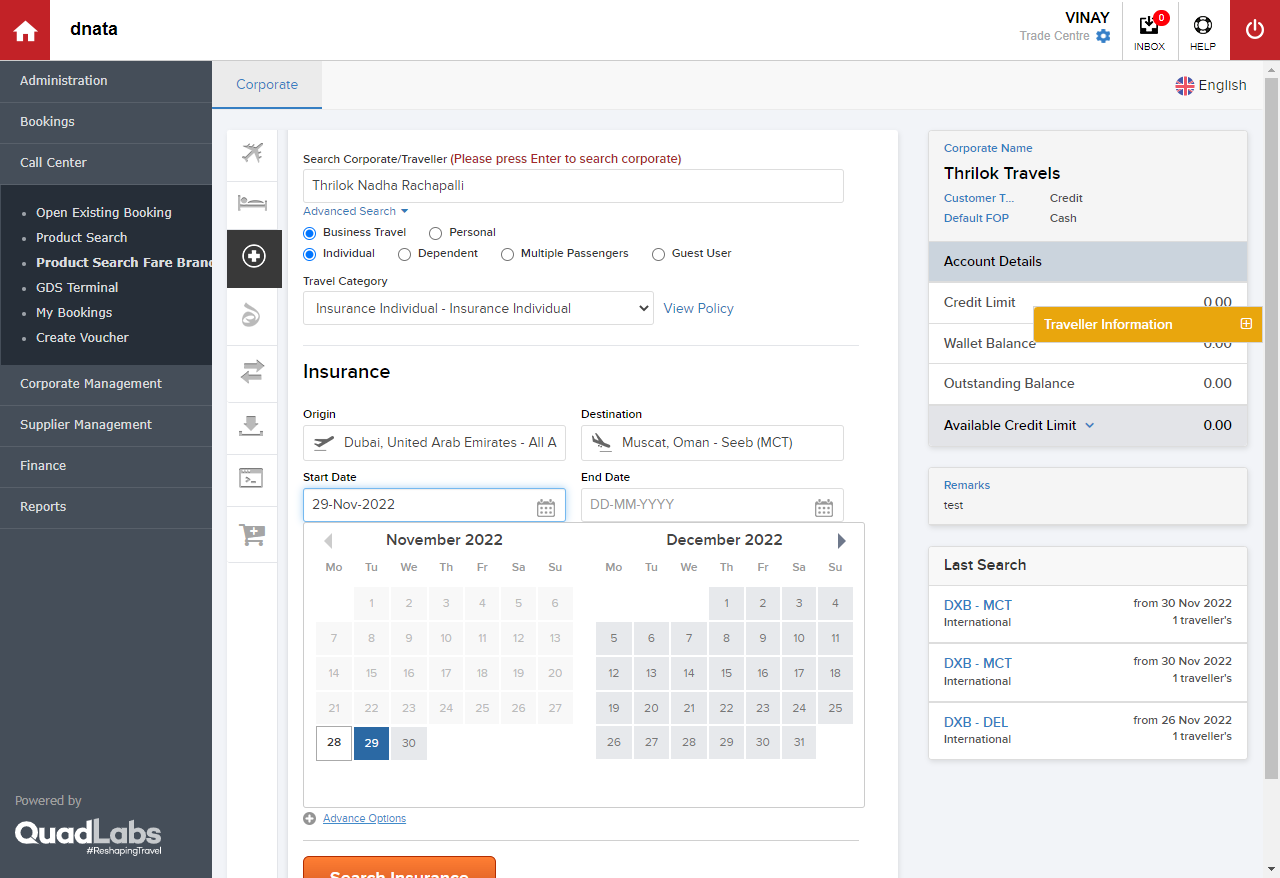 dnata
VINAY
Trade Centre
0
INBOX
HELP
Administration
Bookings
Call Center
Open Existing Booking
Product Search
Product Search Fare Brand
GDS Terminal
My Bookings
Create Voucher
Corporate Management
Supplier Management
Finance
Reports
Powered by
QuadLabs
#ReshapingTravel
Corporate
English
Search Corporate/Traveller (Please press Enter to search corporate)
Thrilok Nadha Rachapalli
Advanced Search
Business Travel Personal
Individual Dependent Multiple Passengers Guest User
Travel Category
Insurance Individual - Insurance Individual View Policy
Insurance
Origin Destination
Dubai, United Arab Emirates - All A Muscat, Oman - Seeb (MCT)
Start Date End Date
29-Nov-2022 DD-MM-YYYY
November 2022 December 2022
Mo Tu We Th Fr Sa Su Mo Tu We Th Fr Sa Su
1 2 3 4 5 6 1 2 3 4
7 8 9 10 11 12 13 5 6 7 8 9 10 11
14 15 16 17 18 19 20 12 13 14 15 16 17 18
21 22 23 24 25 26 27 19 20 21 22 23 24 25
28 29 30 26 27 28 29 30 31
Advance Options
Search Insurance
Corporate Name
Thrilok Travels
Customer T... Credit
Default FOP Cash
Account Details
Credit Limit 0.00
Traveller Information
Wallet Balance 0.00
Outstanding Balance 0.00
Available Credit Limit 0.00
Remarks
test
Last Search
DXB - MCT from 30 Nov 2022
International 1 traveller's
DXB - MCT from 30 Nov 2022
International 1 traveller's
DXB - DEL from 26 Nov 2022
International 1 traveller's